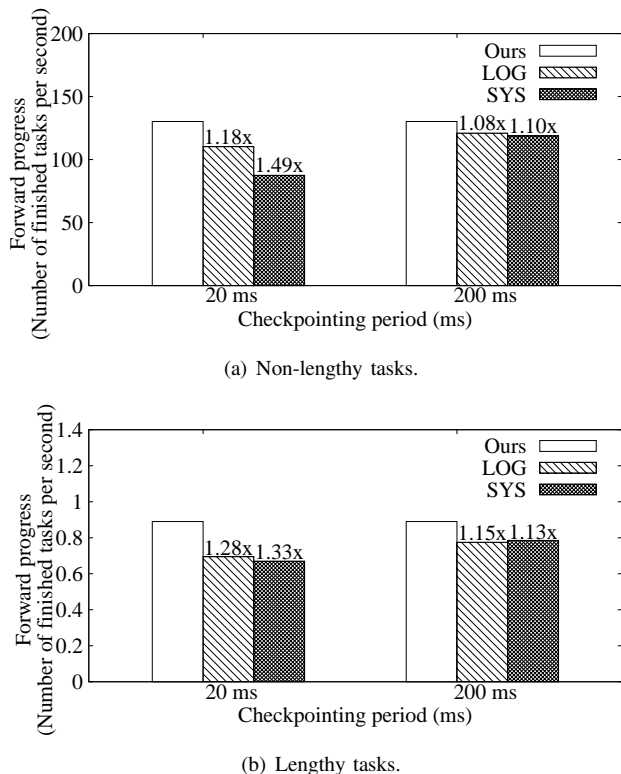 200
150
100
50
0
Forward progress
(Number of finished tasks per second)
Ours
LOG
SYS
1.18x
1.49x
1.08x 1.10x
20 ms 200 ms
Checkpointing period (ms)
(a) Non-lengthy tasks.
1.4
1.2
1
0.8
0.6
0.4
0.2
0
Forward progress
(Number of finished tasks per second)
Ours
LOG
SYS
1.28x 1.33x
1.15x 1.13x
20 ms 200 ms
Checkpointing period (ms)
(b) Lengthy tasks.